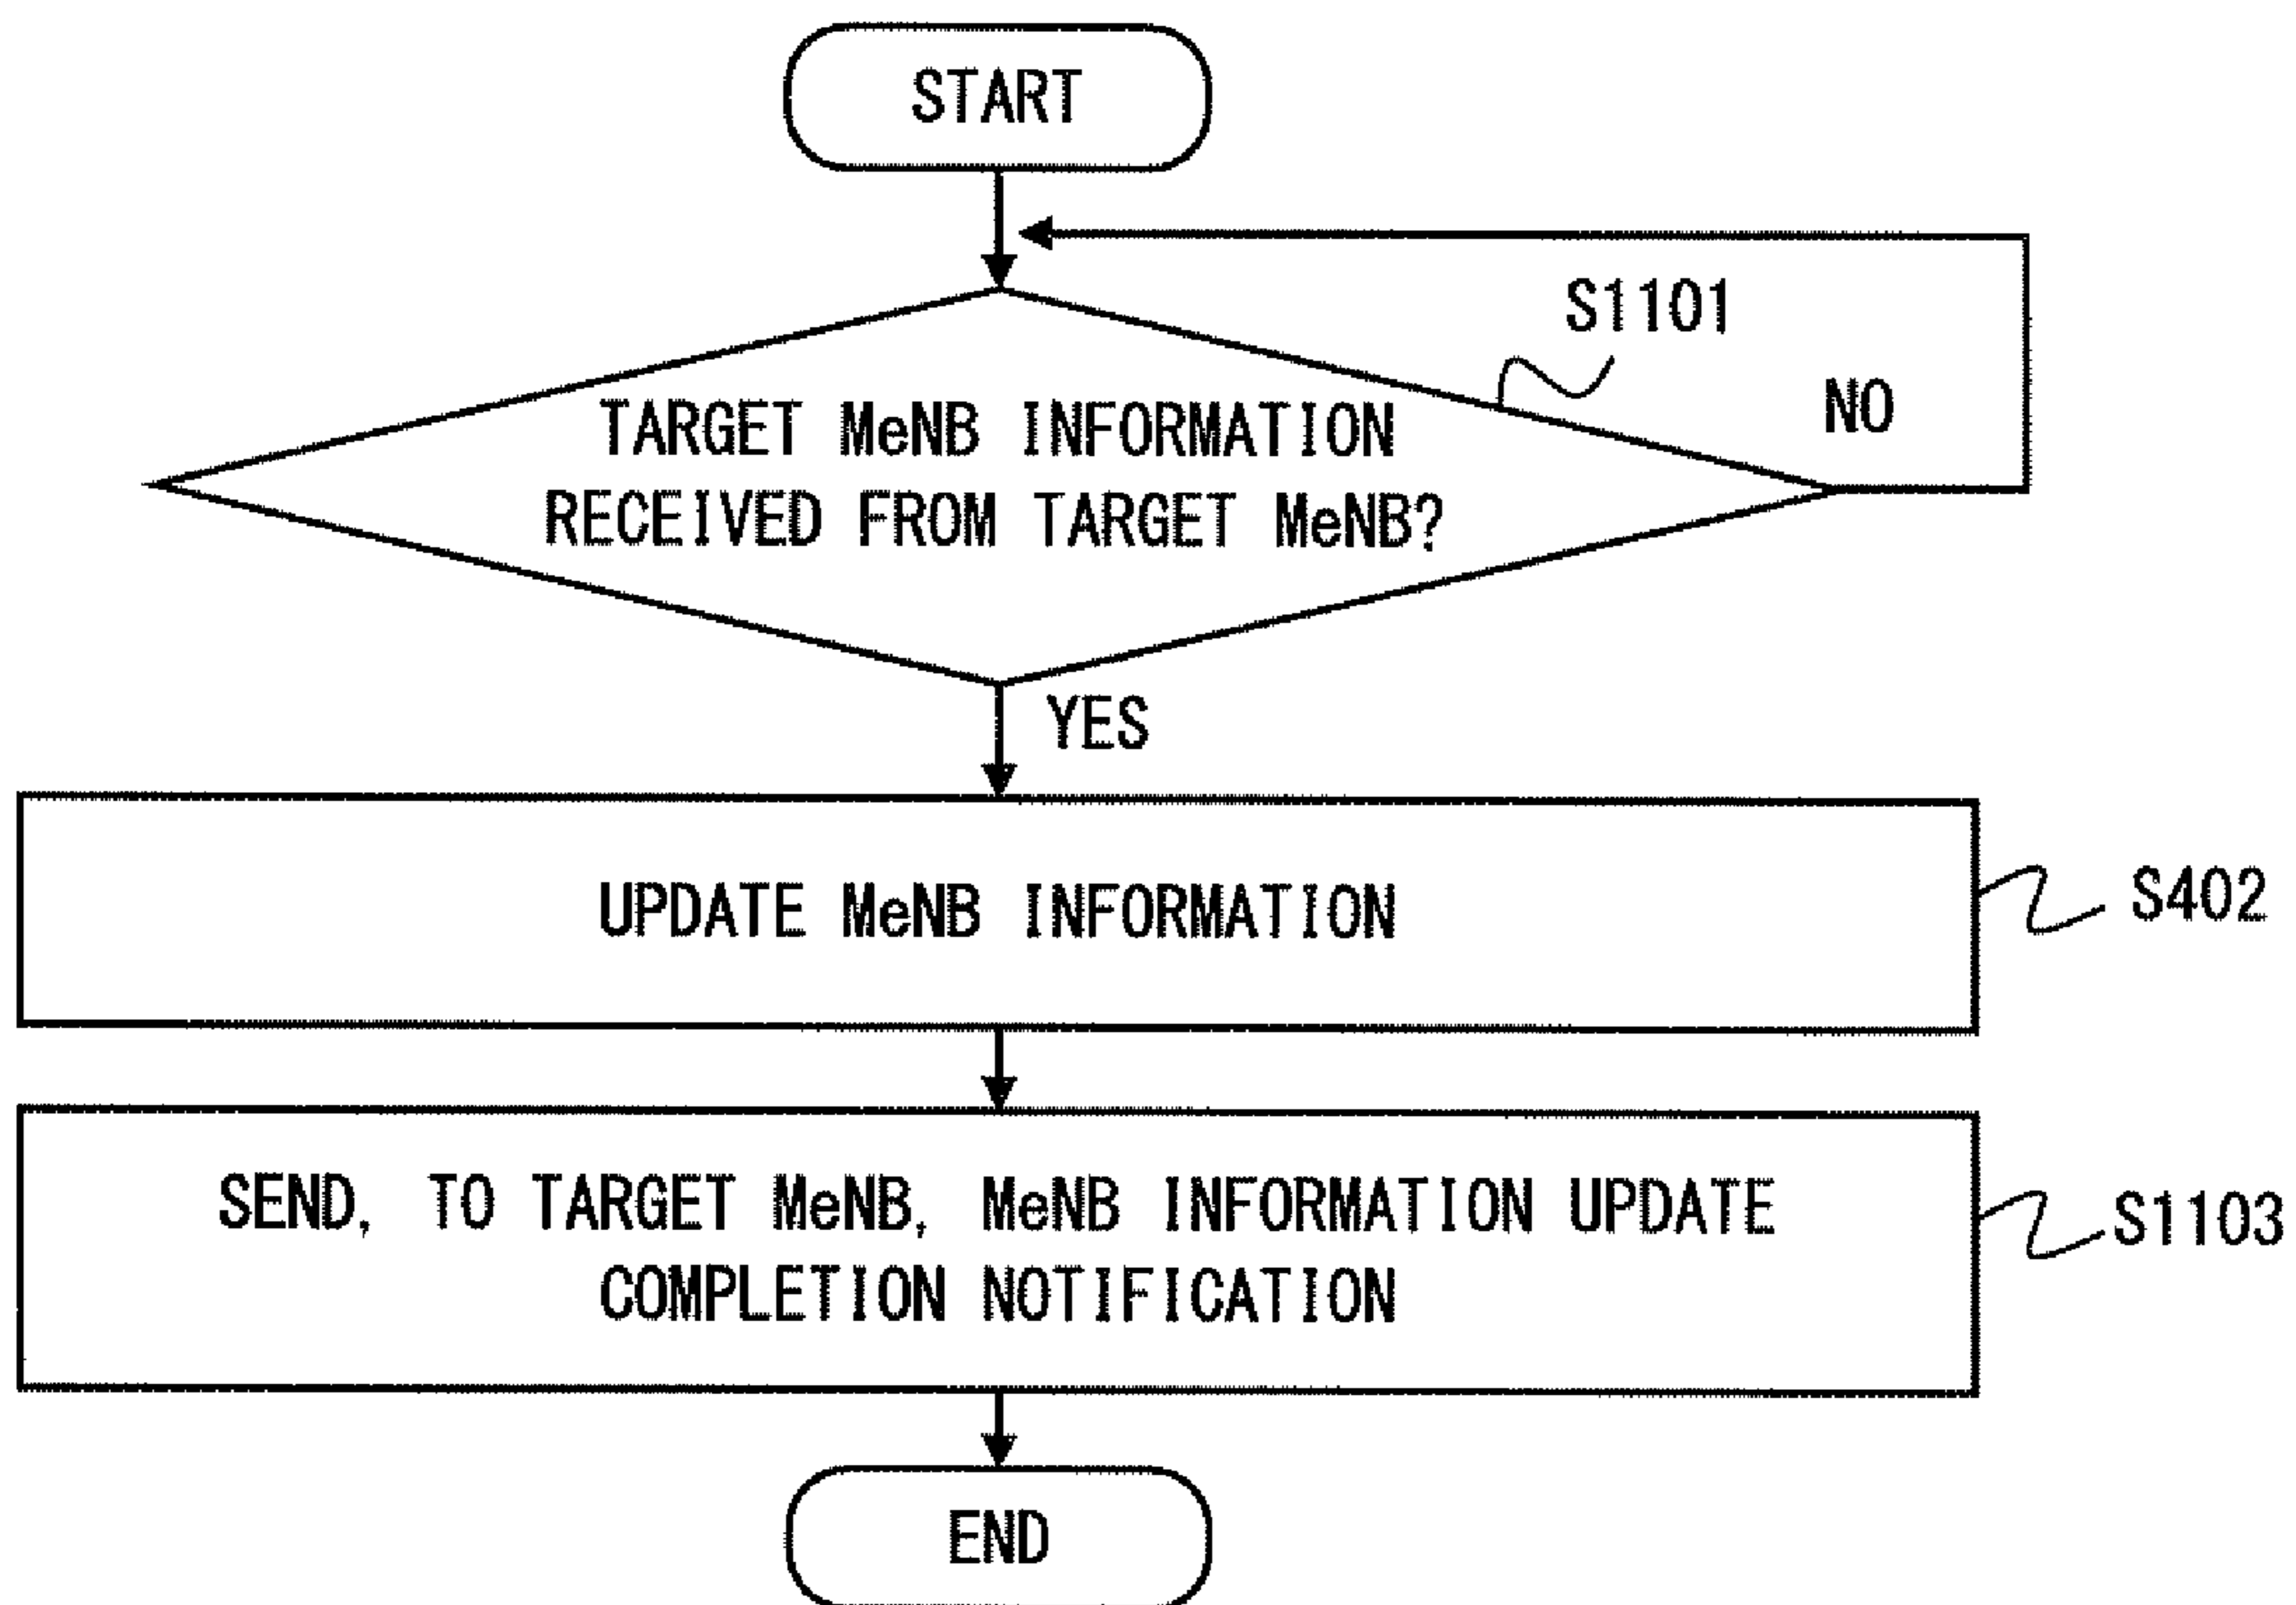 START
S1101
NO
TARGET MeNB INFORMATION
RECEIVED FROM TARGET MeNB?
YES
UPDATE MeNB INFORMATION
S402
SEND, TO TARGET MeNB, MeNB INFORMATION UPDATE
COMPLETION NOTIFICATION
S1103
END